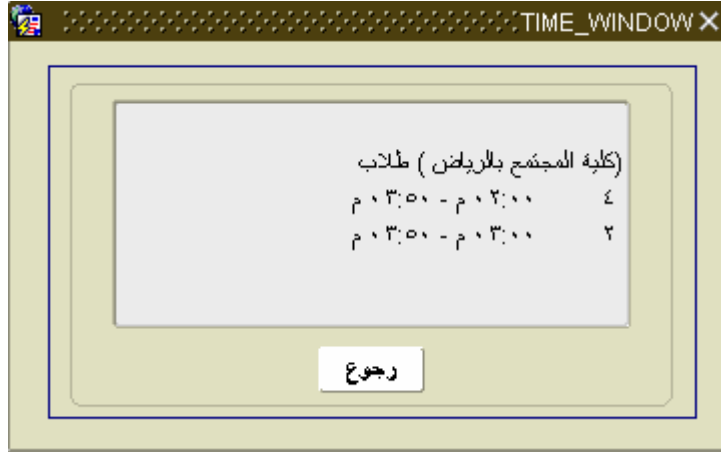 TIME_WINDOW
(كلية المجتمع بالرياض ) طلاب
٤ ٠٢:٠٠ م - ٠٣:٥٠ م
٢ ٠٣:٠٠ م - ٠٣:٥٠ م
رجوع